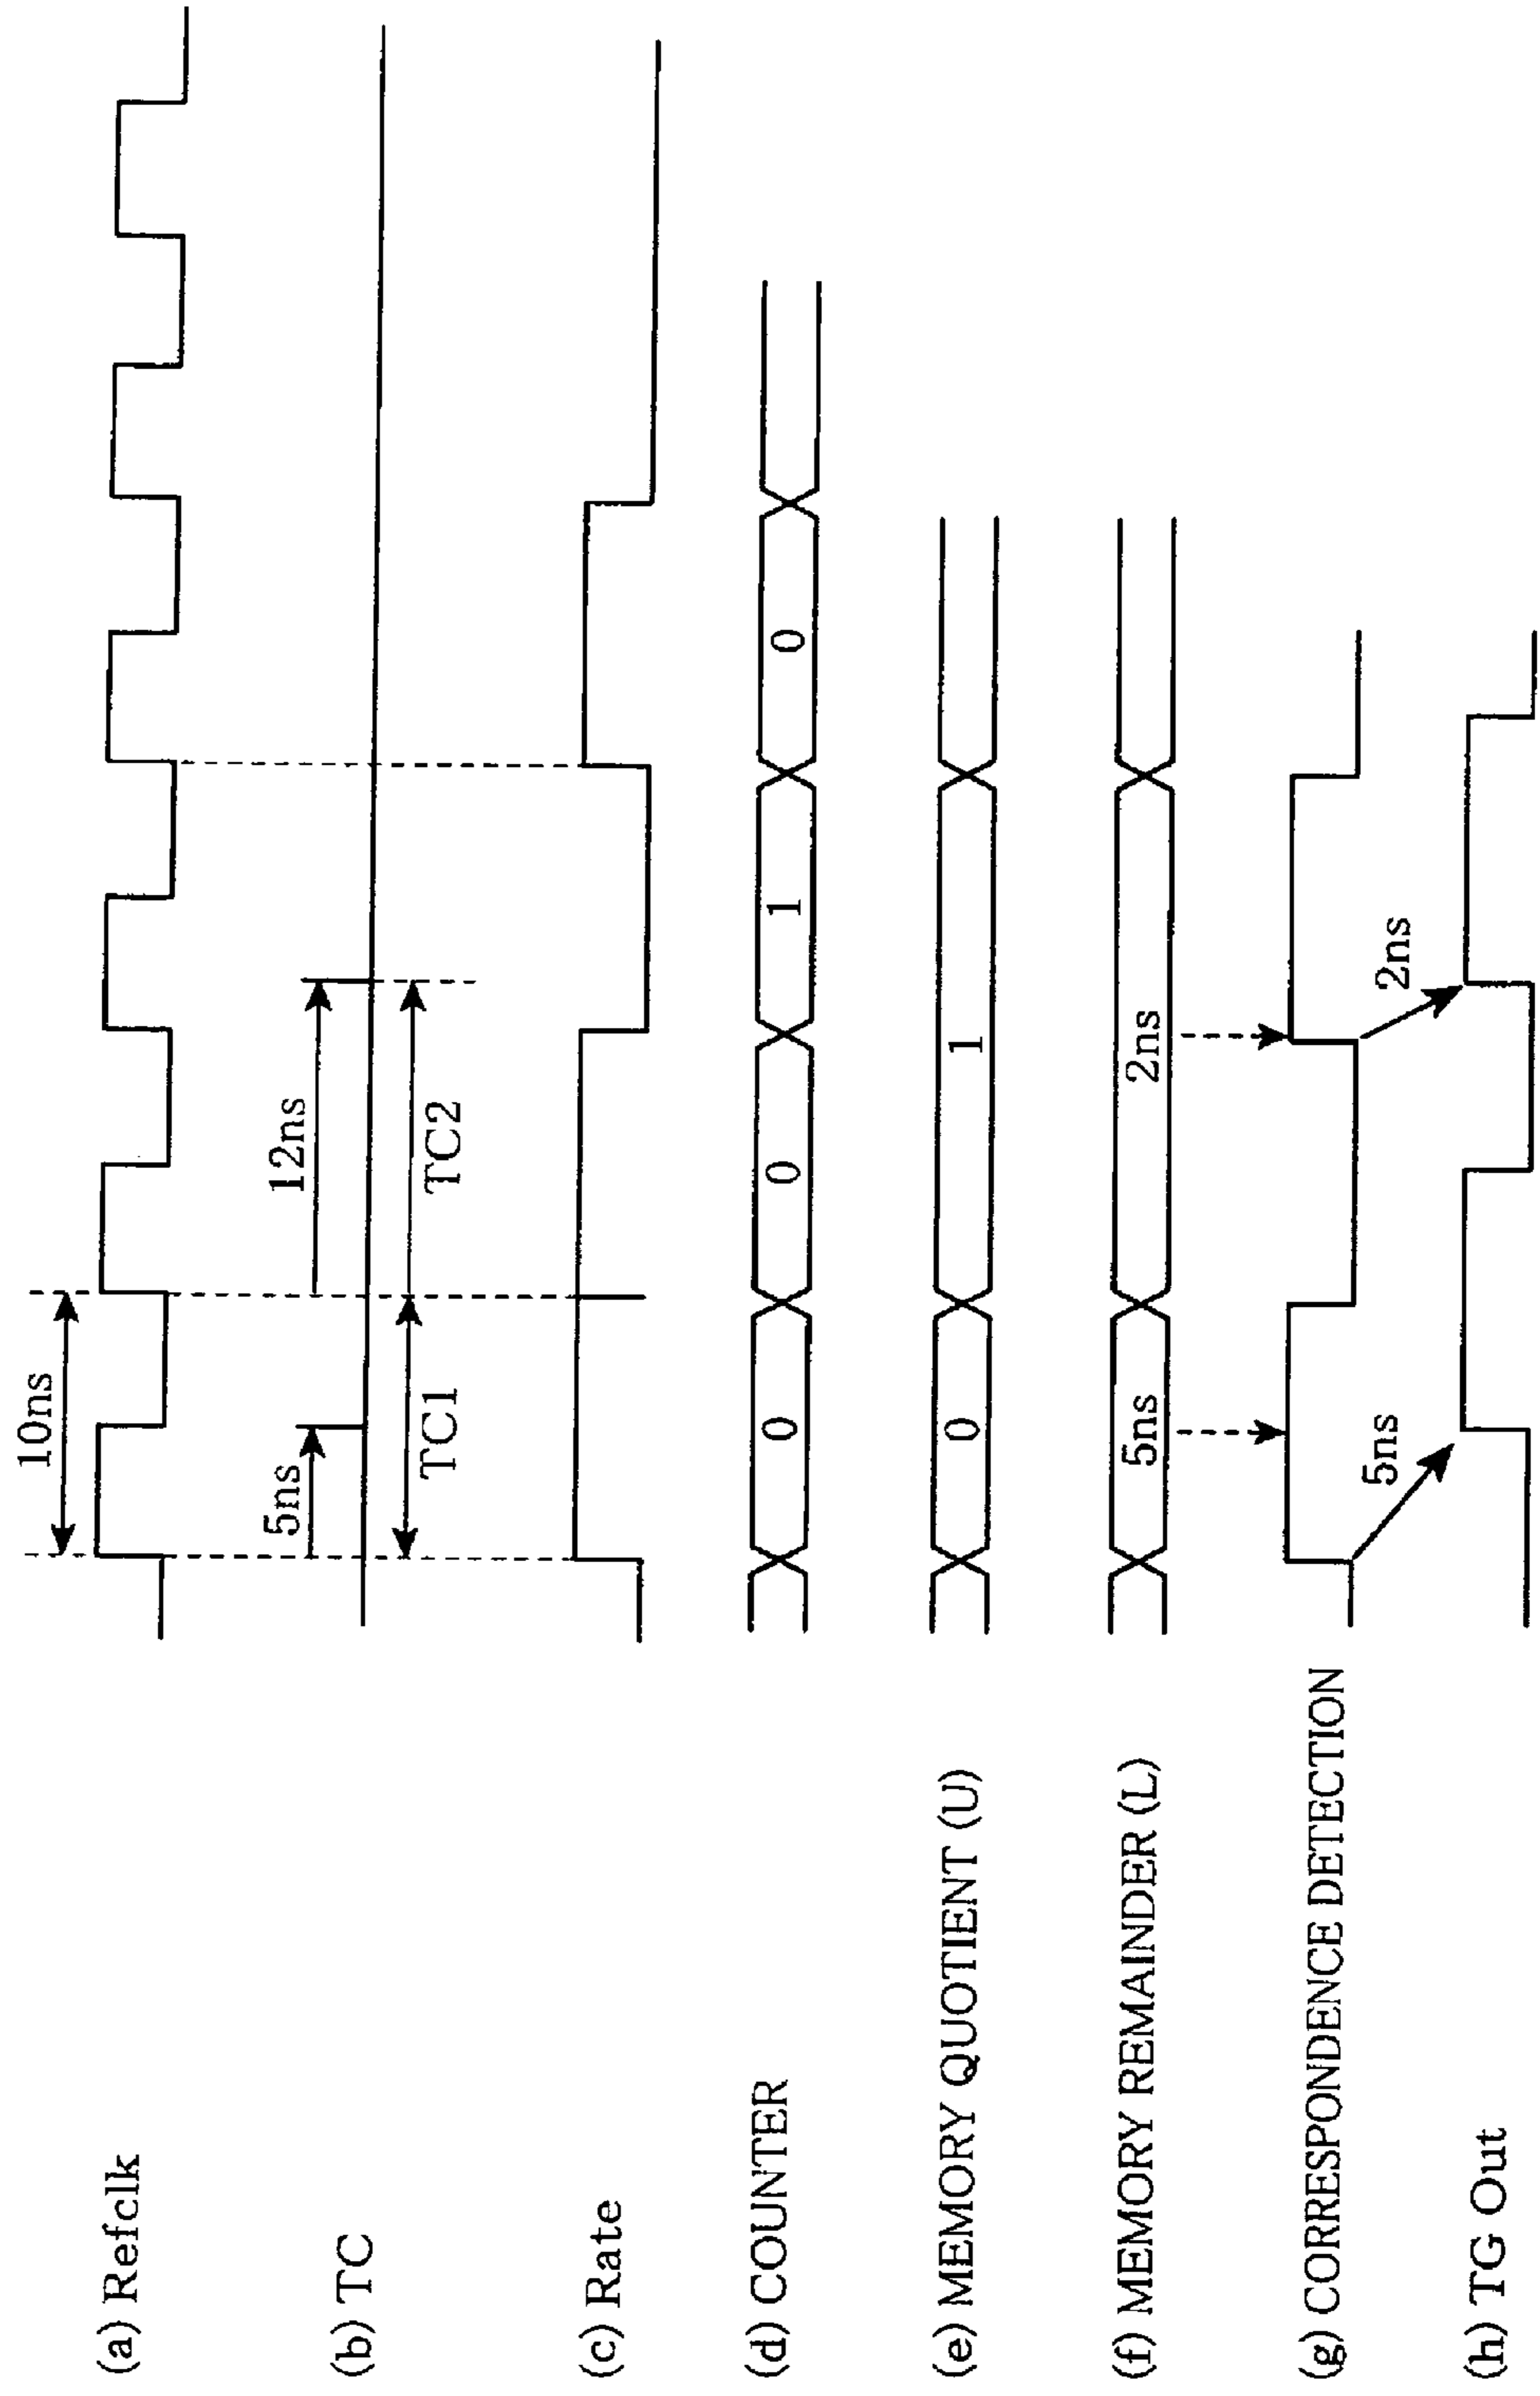 10ns
(a) Refclk
5ns
12ns
(b) TC
TC1
TC2
(c) Rate
(d) COUNTER
0
0
1
0
(e) MEMORY QUOTIENT (U)
0
1
(f) MEMORY REMAINDER (L)
5ns
2ns
(g) CORRESPONDENCE DETECTION
5ns
2ns
(h) TG Out